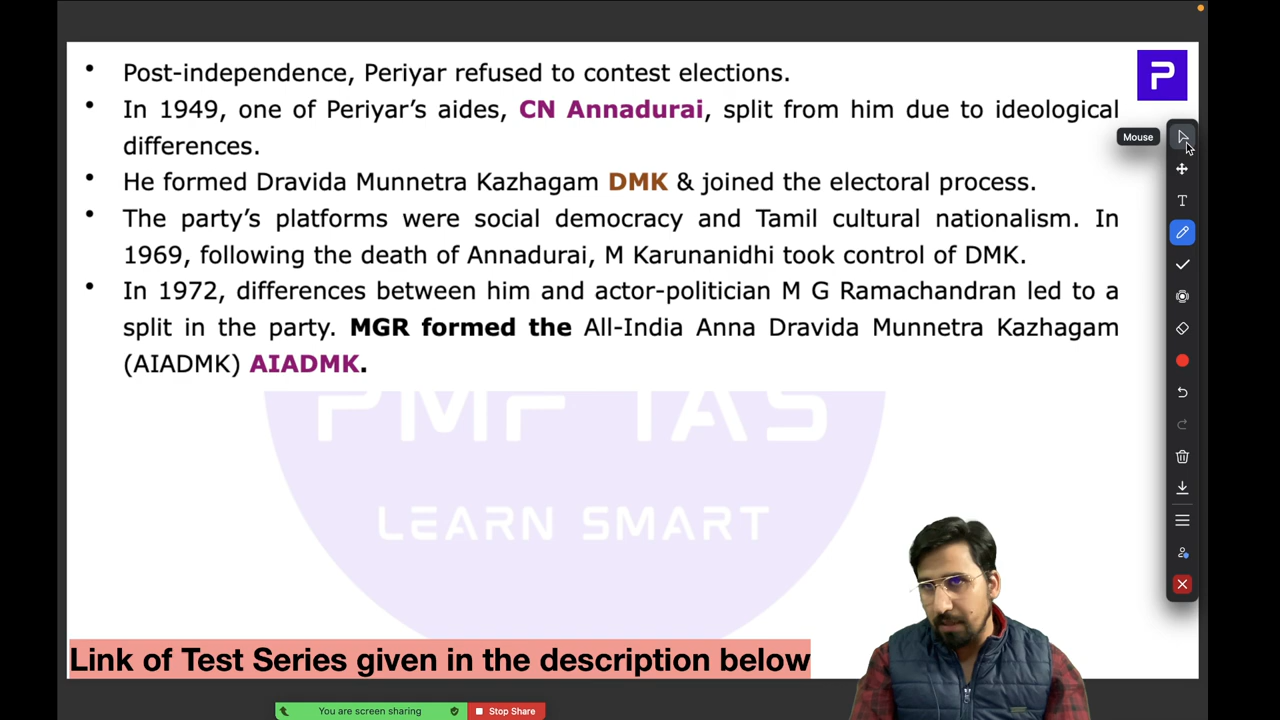 • Post-independence, Periyar refused to contest elections.
• In 1949, one of Periyar’s aides, CN Annadurai, split from him due to ideological
differences.
• He formed Dravida Munnetra Kazhagam DMK & joined the electoral process.
• The party’s platforms were social democracy and Tamil cultural nationalism. In
1969, following the death of Annadurai, M Karunanidhi took control of DMK.
• In 1972, differences between him and actor-politician M G Ramachandran led to a
split in the party. MGR formed the All-India Anna Dravida Munnetra Kazhagam
(AIADMK) AIADMK.
P
Mouse
T
PMF IAS
LEARN SMART
Link of Test Series given in the description below
You are screen sharing
Stop Share